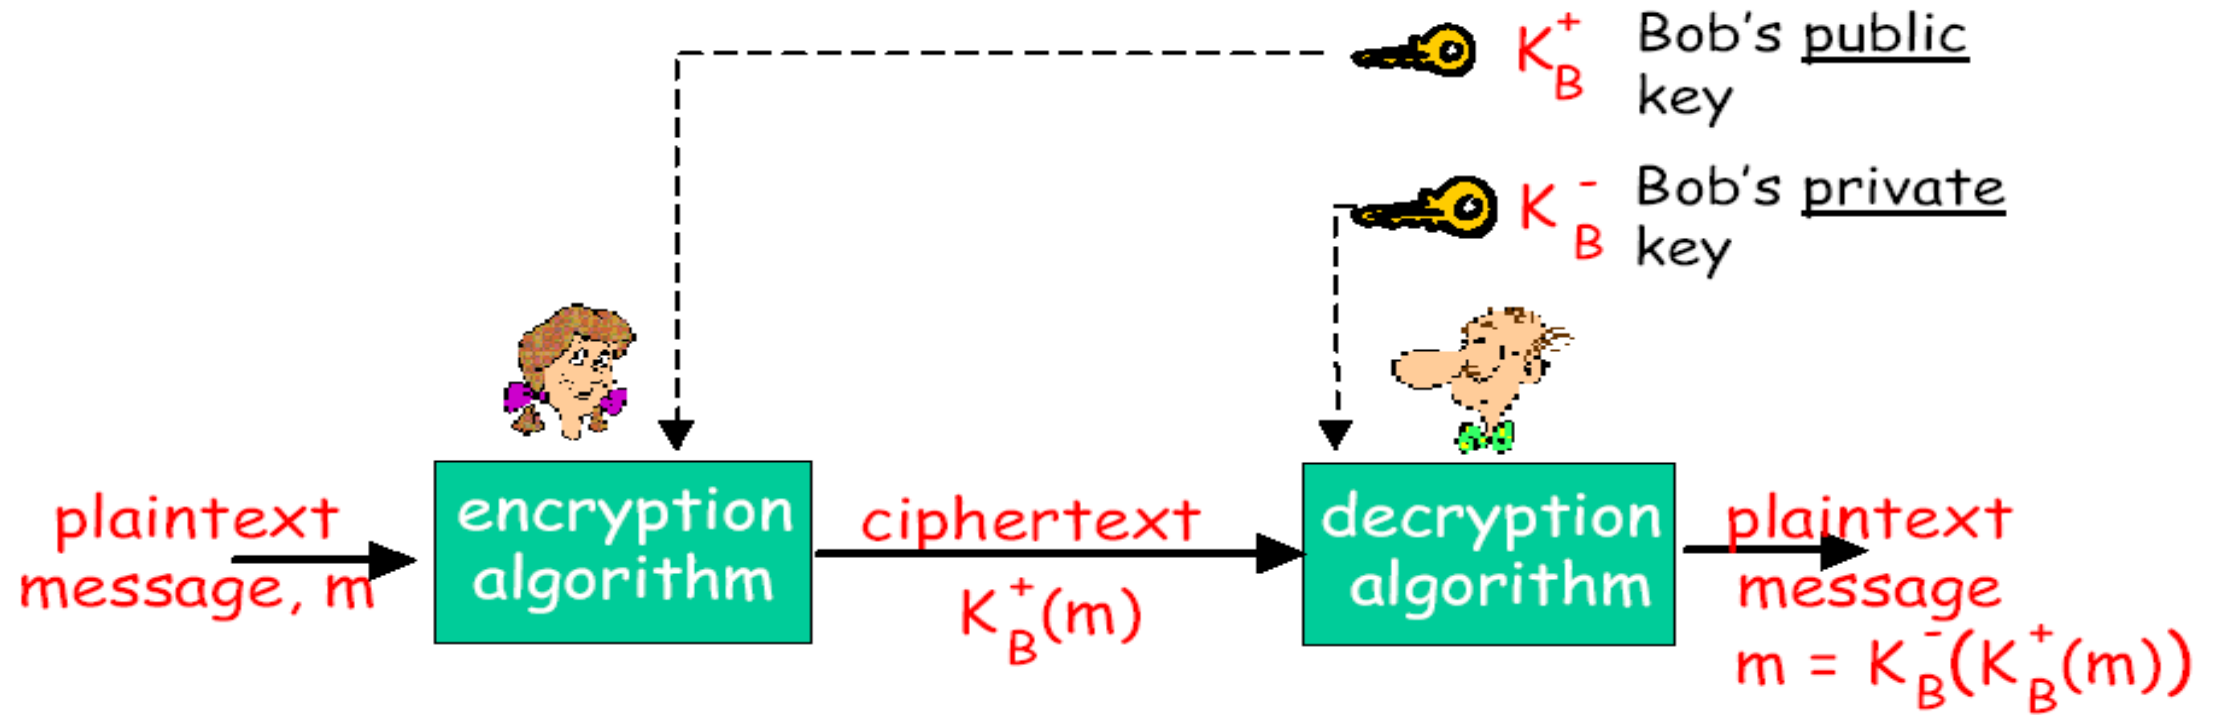 K_B^+ Bob's public
key
K_B^- Bob's private
key
plaintext
message, m
encryption
algorithm
ciphertext
K_B^+(m)
decryption
algorithm
plaintext
message
m = K_B^-(K_B^+(m))